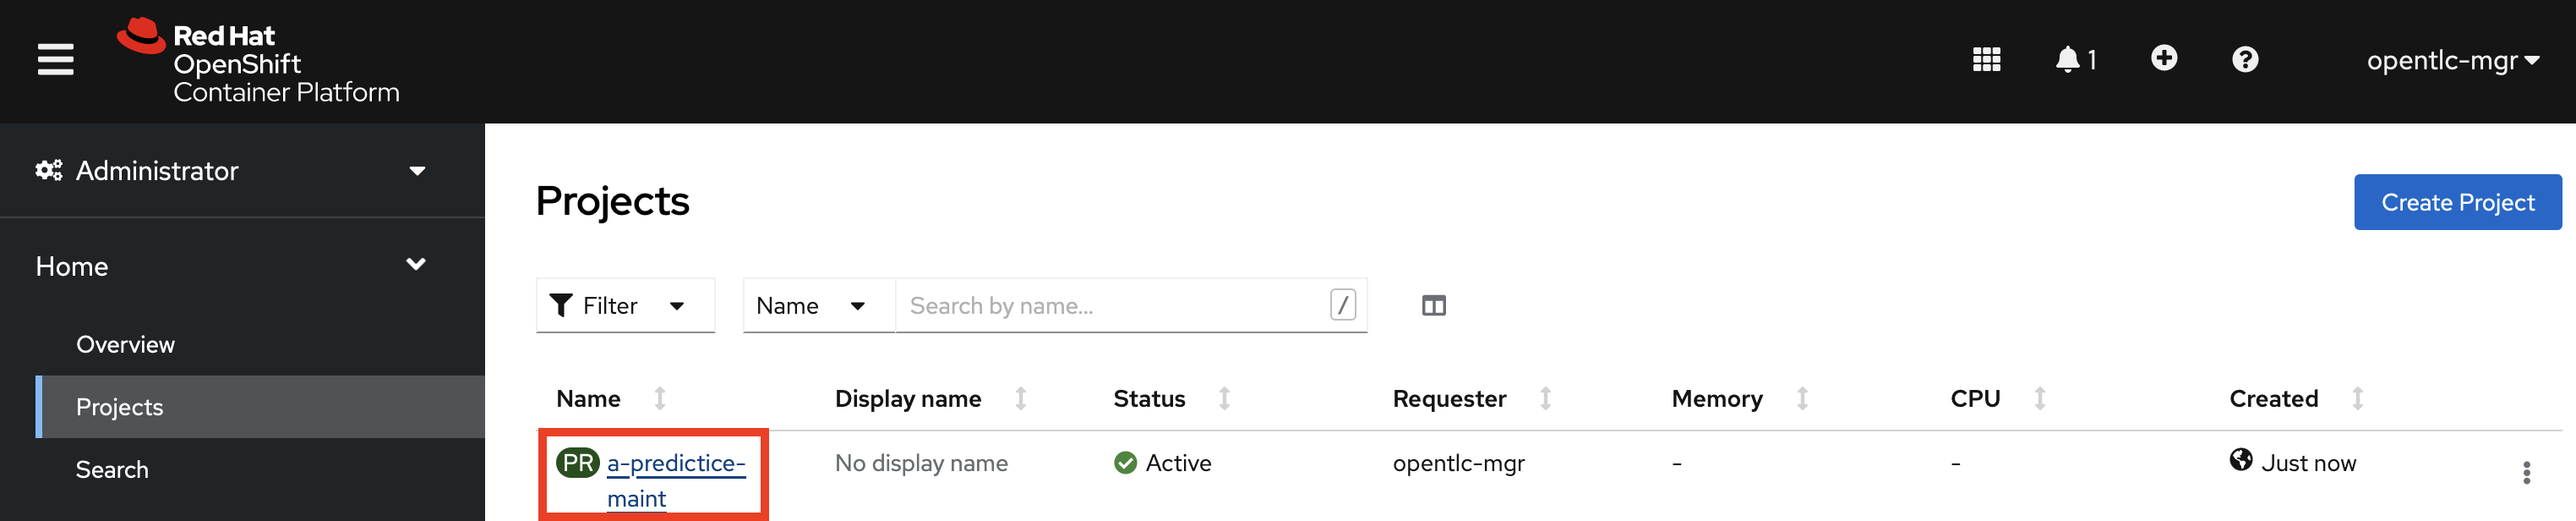 Red Hat
OpenShift
Container Platform
1
opentlc-mgr
Administrator
Home
Overview
Projects
Search
Projects
Create Project
Filter
Name
Search by name...
/
Name Display name Status Requester Memory CPU Created
PR a-predictice-
maint
No display name
Active
opentlc-mgr
-
-
Just now